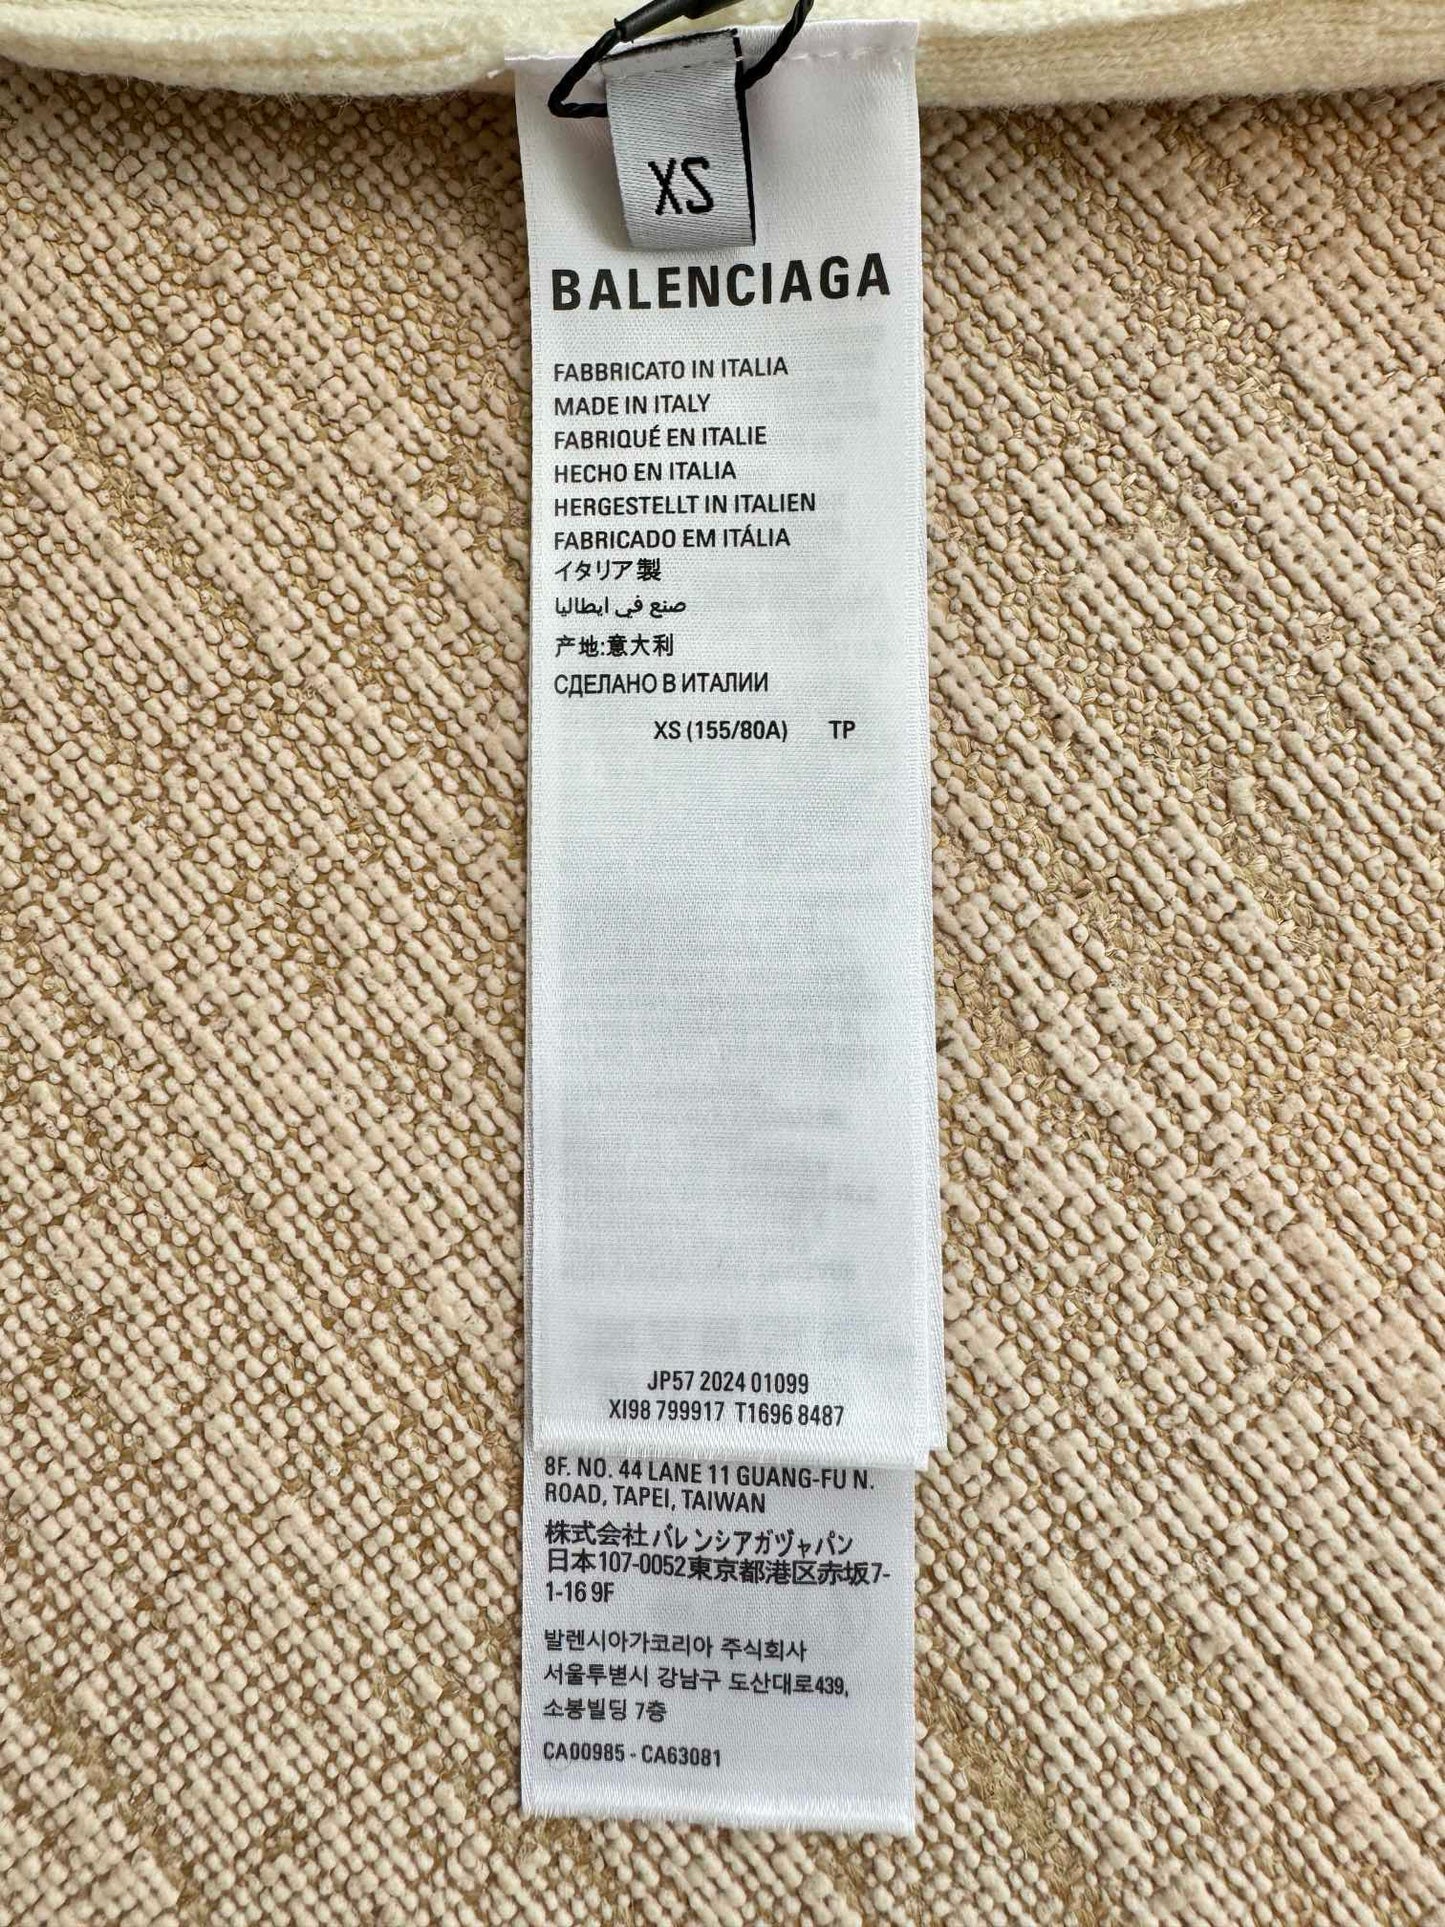 XS
BALENCIAGA
FABBRICATO IN ITALIA
MADE IN ITALY
FABRIQUÉ EN ITALIE
HECHO EN ITALIA
HERGESTELLT IN ITALIEN
FABRICADO EM ITÁLIA
イタリア製
صنع في ايطاليا
产地:意大利
СДЕЛАНО В ИТАЛИИ
XS (155/80A) TP
JP57 2024 01099
XI98 799917 T1696 8487
8F. NO. 44 LANE 11 GUANG-FU N.
ROAD, TAPEI, TAIWAN
株式会社バレンシアガヅャパン
日本107-0052東京都港区赤坂7-
1-16 9F
발렌시아가코리아 주식회사
서울투볃시 강남구 도산대로439,
소봉빌딩 7층
CA00985 - CA63081